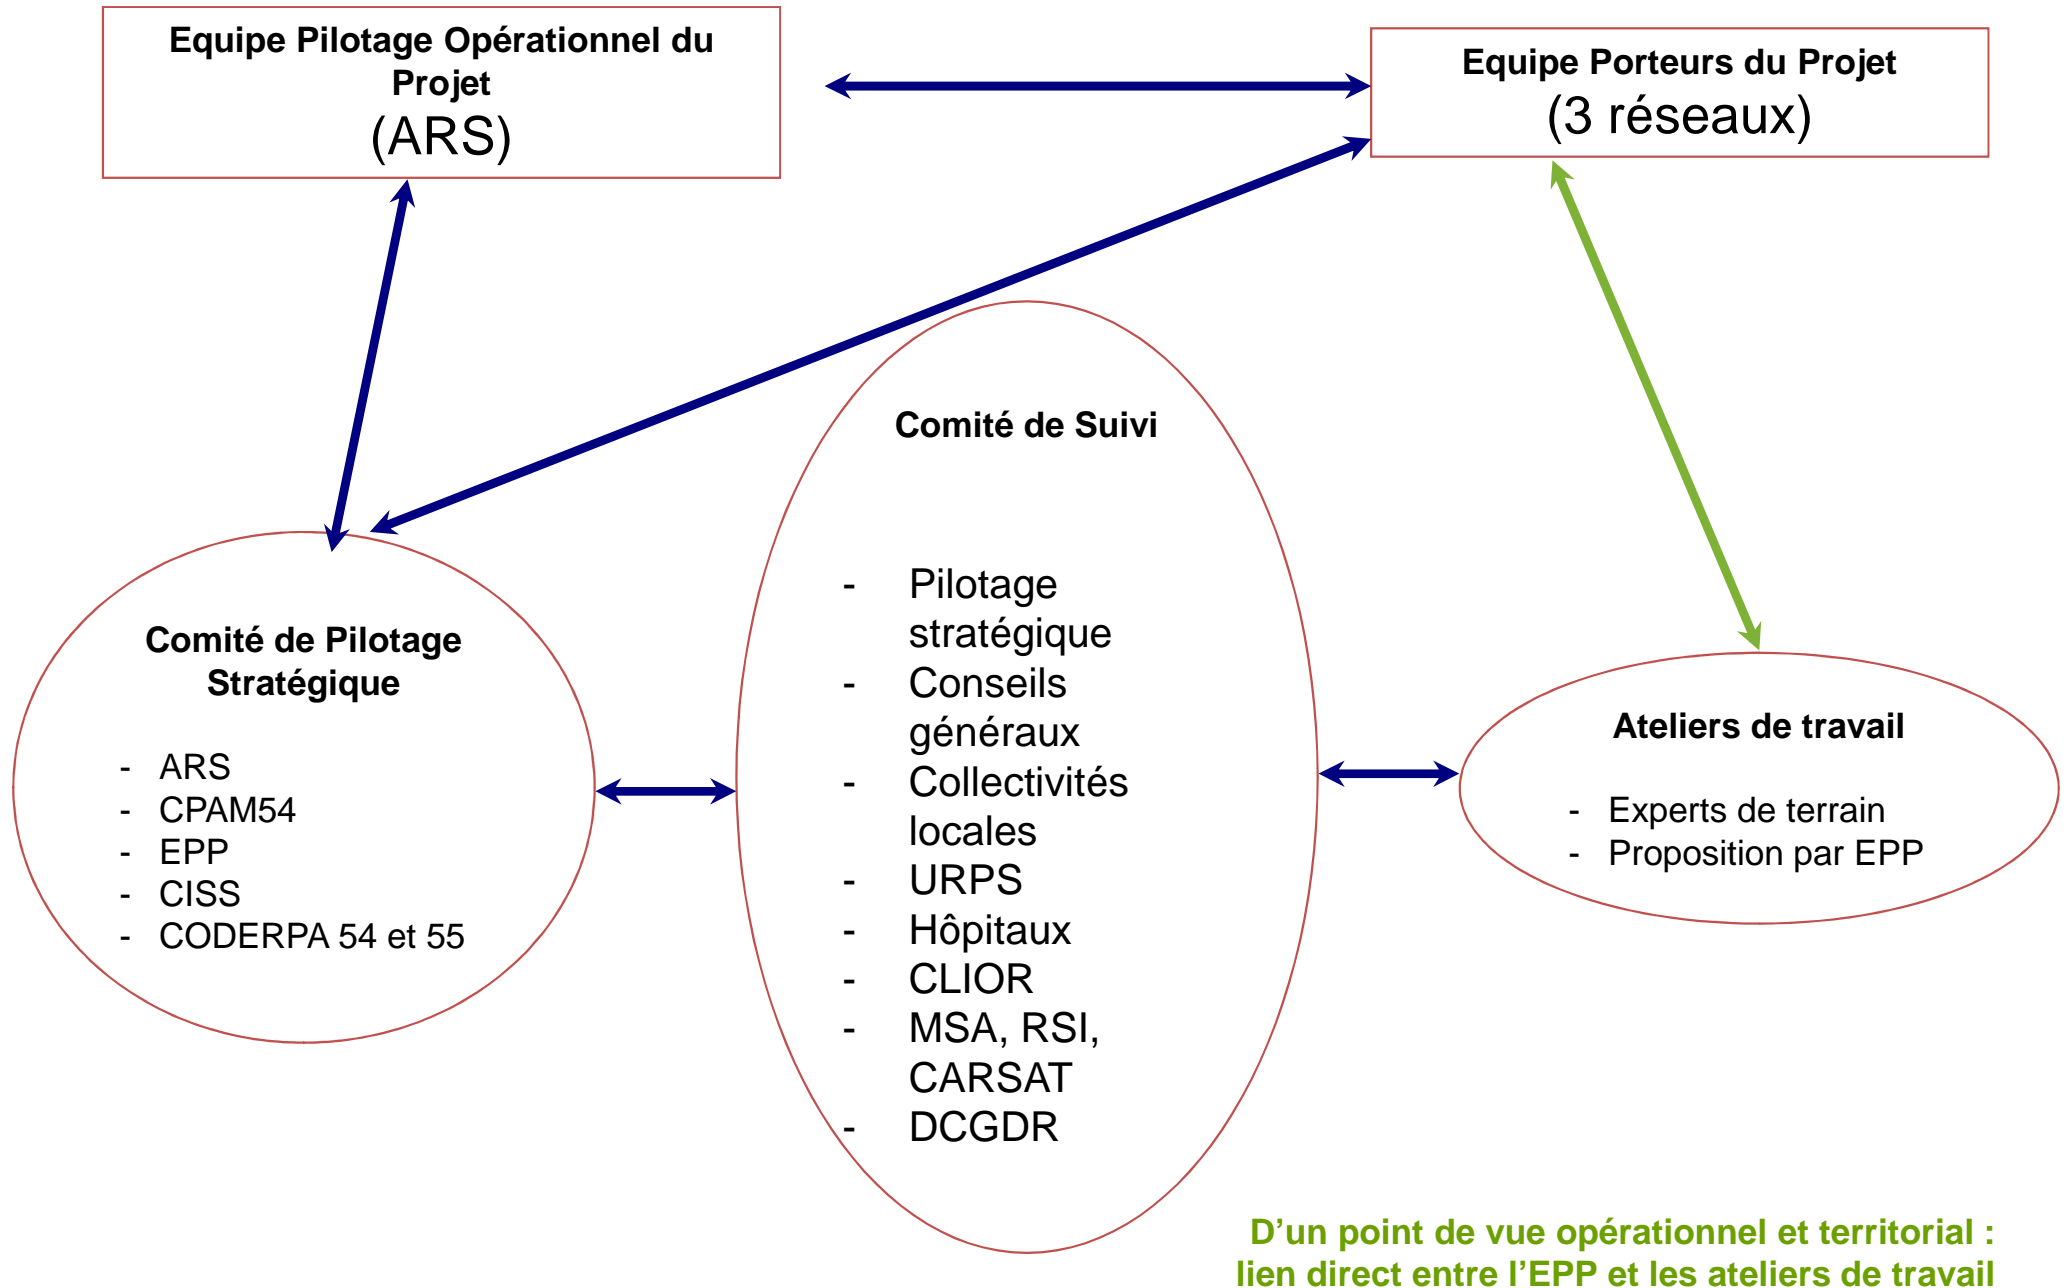 Equipe Pilotage Opérationnel du
Projet
(ARS)
Equipe Porteurs du Projet
(3 réseaux)
Comité de Suivi
- Pilotage
stratégique
- Conseils
généraux
- Collectivités
locales
- URPS
- Hôpitaux
- CLIOR
- MSA, RSI,
CARSAT
- DCGDR
Comité de Pilotage
Stratégique
- ARS
- CPAM54
- EPP
- CISS
- CODERPA 54 et 55
Ateliers de travail
- Experts de terrain
- Proposition par EPP
D’un point de vue opérationnel et territorial :
lien direct entre l’EPP et les ateliers de travail